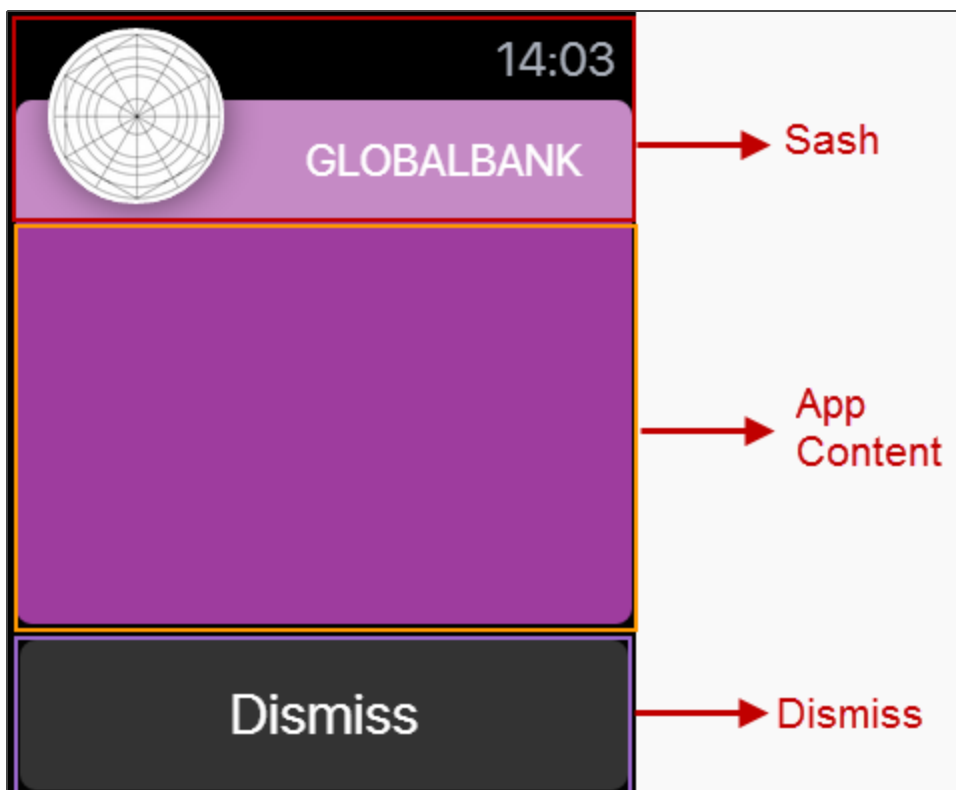 14:03
GLOBALBANK
Sash
App
Content
Dismiss
Dismiss